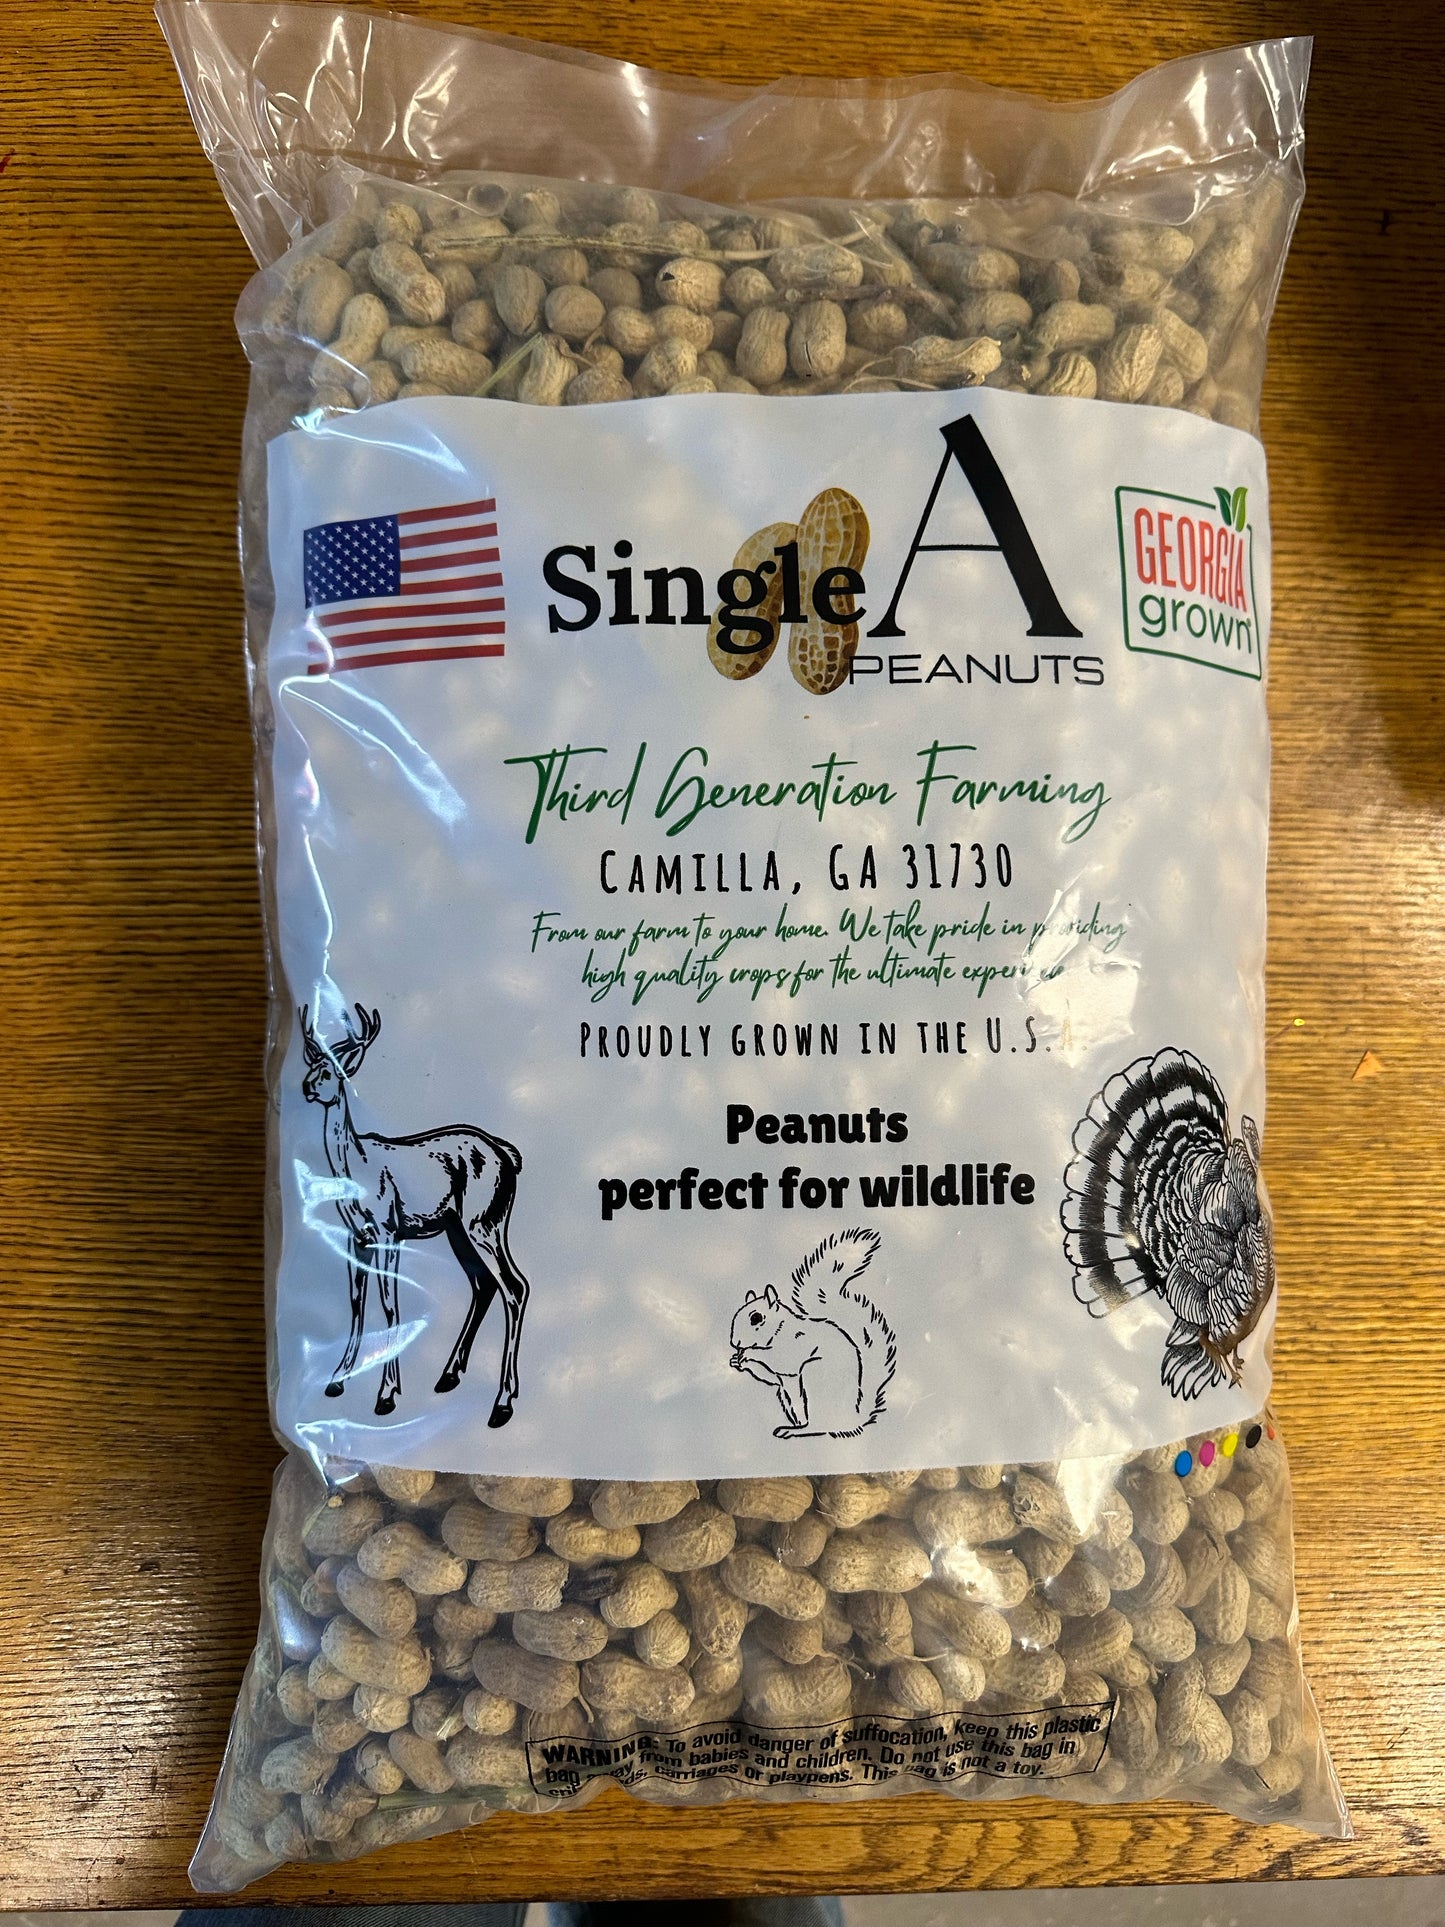 Single A
PEANUTS
GEORGIA
grown
Third Generation Farming
CAMILLA, GA 31730
From our farm to your home. We take pride in providing
high quality crops for the ultimate
PROUDLY GROWN IN THE U.S.A.
Peanuts
perfect for wildlife
WARNING: To avoid danger of suffocation, keep this plastic
bag away from babies and children. Do not use this bag in
carriages or playpens. This bag is not a toy.